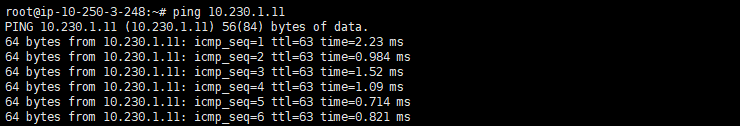 root@ip-10-250-3-248:~# ping 10.230.1.11
PING 10.230.1.11 (10.230.1.11) 56(84) bytes of data.
64 bytes from 10.230.1.11: icmp_seq=1 ttl=63 time=2.23 ms
64 bytes from 10.230.1.11: icmp_seq=2 ttl=63 time=0.984 ms
64 bytes from 10.230.1.11: icmp_seq=3 ttl=63 time=1.52 ms
64 bytes from 10.230.1.11: icmp_seq=4 ttl=63 time=1.09 ms
64 bytes from 10.230.1.11: icmp_seq=5 ttl=63 time=0.714 ms
64 bytes from 10.230.1.11: icmp_seq=6 ttl=63 time=0.821 ms